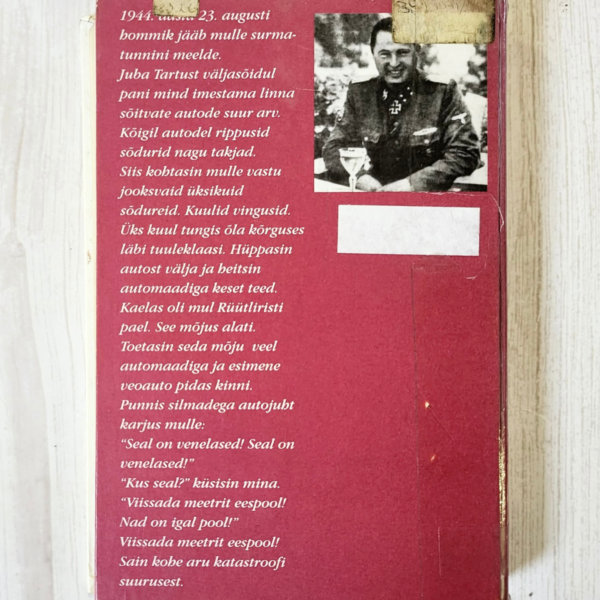 1944. aasta 23. augusti
hommik jääb mulle surma-
tunnini meelde.
Juba Tartust väljasõidul
pani mind imestama linna
sõitvate autode suur arv.
Kõigil autodel rippusid
sõdurid nagu takjad.
Siis kohtasin mulle vastu
jooksvaid üksikuid
sõdureid. Kuulid vingusid.
Üks kuul tungis õla kõrguses
läbi tuuleklaasi. Hüppasin
autost välja ja heitsin
automaadiga keset teed.
Kaelas oli mul Rüütliristi
pael. See mõjus alati.
Toetasin seda mõju veel
automaadiga ja esimene
veoauto pidas kinni.
Punnis silmadega autojuht
karjus mulle:
“Seal on venelased! Seal on
venelased!”
“Kus seal?” küsisin mina.
“Viissada meetrit eespool!
Nad on igal pool!”
Viissada meetrit eespool!
Sain kohe aru katastroofi
suurusest.